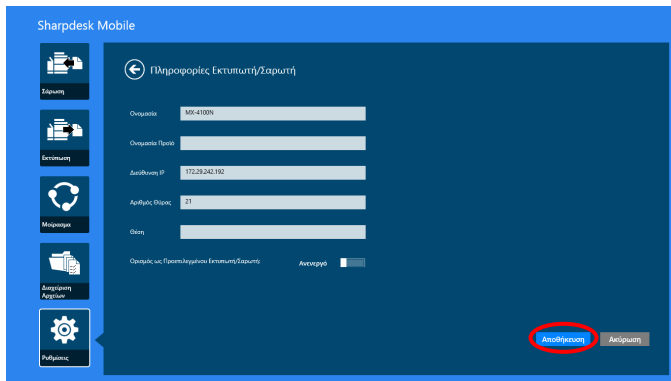 Sharpdesk Mobile
Σάρωση
Εκτύπωση
Μοίρασμα
Διαχείριση
Αρχείων
Ρυθμίσεις
Πληροφορίες Εκτυπωτή/Σαρωτή
Ονομασία MX-4100N
Ονομασία Προϊό
Διεύθυνση IP 172.29.242.192
Αριθμός Θύρας 21
Θέση
Ορισμός ως Προεπιλεγμένου Εκτυπωτή/Σαρωτή: Ανενεργό
Αποθήκευση Ακύρωση